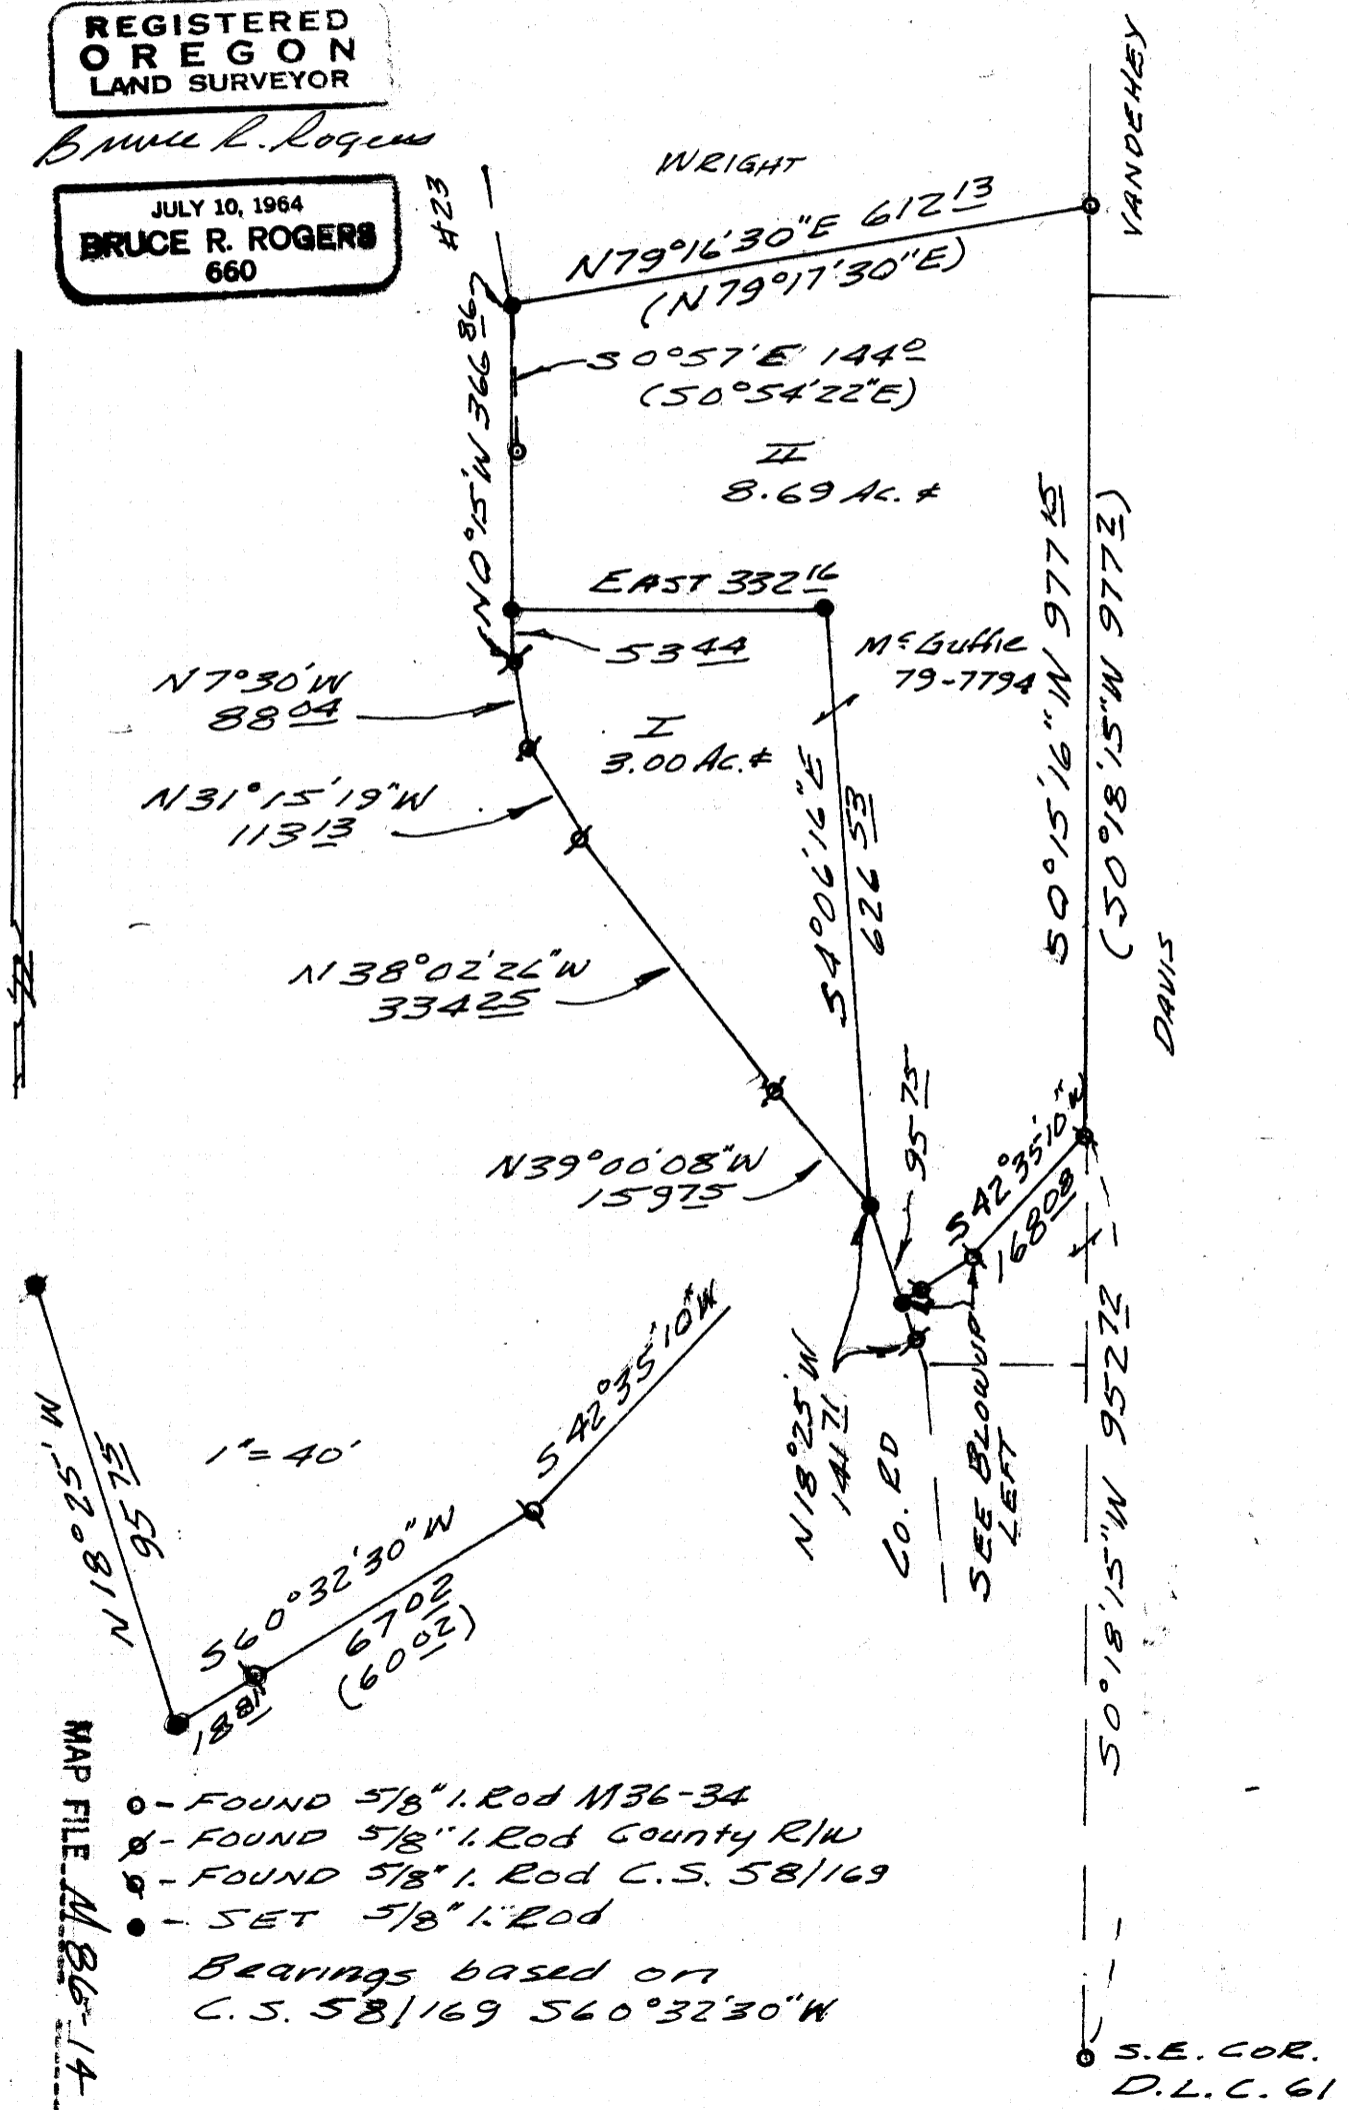 REGISTERED
OREGON
LAND SURVEYOR
Bruce R. Rogers
JULY 10, 1964
BRUCE R. ROGERS
660
#23
WRIGHT
VANDEHEY
N79°16'30"E 612 13
(N79°17'30"E)
N0°15'W 366 86
S0°57'E 144 0
(S0°54'22"E)
II
8.69 Ac. ±
EAST 332 16
53 44
McGuffie
79-7794
N7°30'W
88 04
I
3.00 Ac. ±
N31°15'19"W
113 13
S4°06'16"E
626 53
S0°15'16"W 977 15
(S0°18'15"W 977 2)
DAVIS
N38°02'26"W
334 25
N39°00'08"W
159 75
95 75
S42°35'10"W
168 08
N18°25'W
141 71
CO. RD
SEE BLOWUP
LEFT
S0°18'15"W 952 72
N18°25'W
95 75
1"=40'
S42°35'10"W
S60°32'30"W
67 02
(60 02)
18 81
MAP FILE M86-14
- FOUND 5/8" I. Rod M36-34
- FOUND 5/8" I. Rod County R/W
- FOUND 5/8" I. Rod C.S. 58/169
- SET 5/8" I. Rod
Bearings based on
C.S. 58/169 S60°32'30"W
S.E. COR.
D.L.C. 61